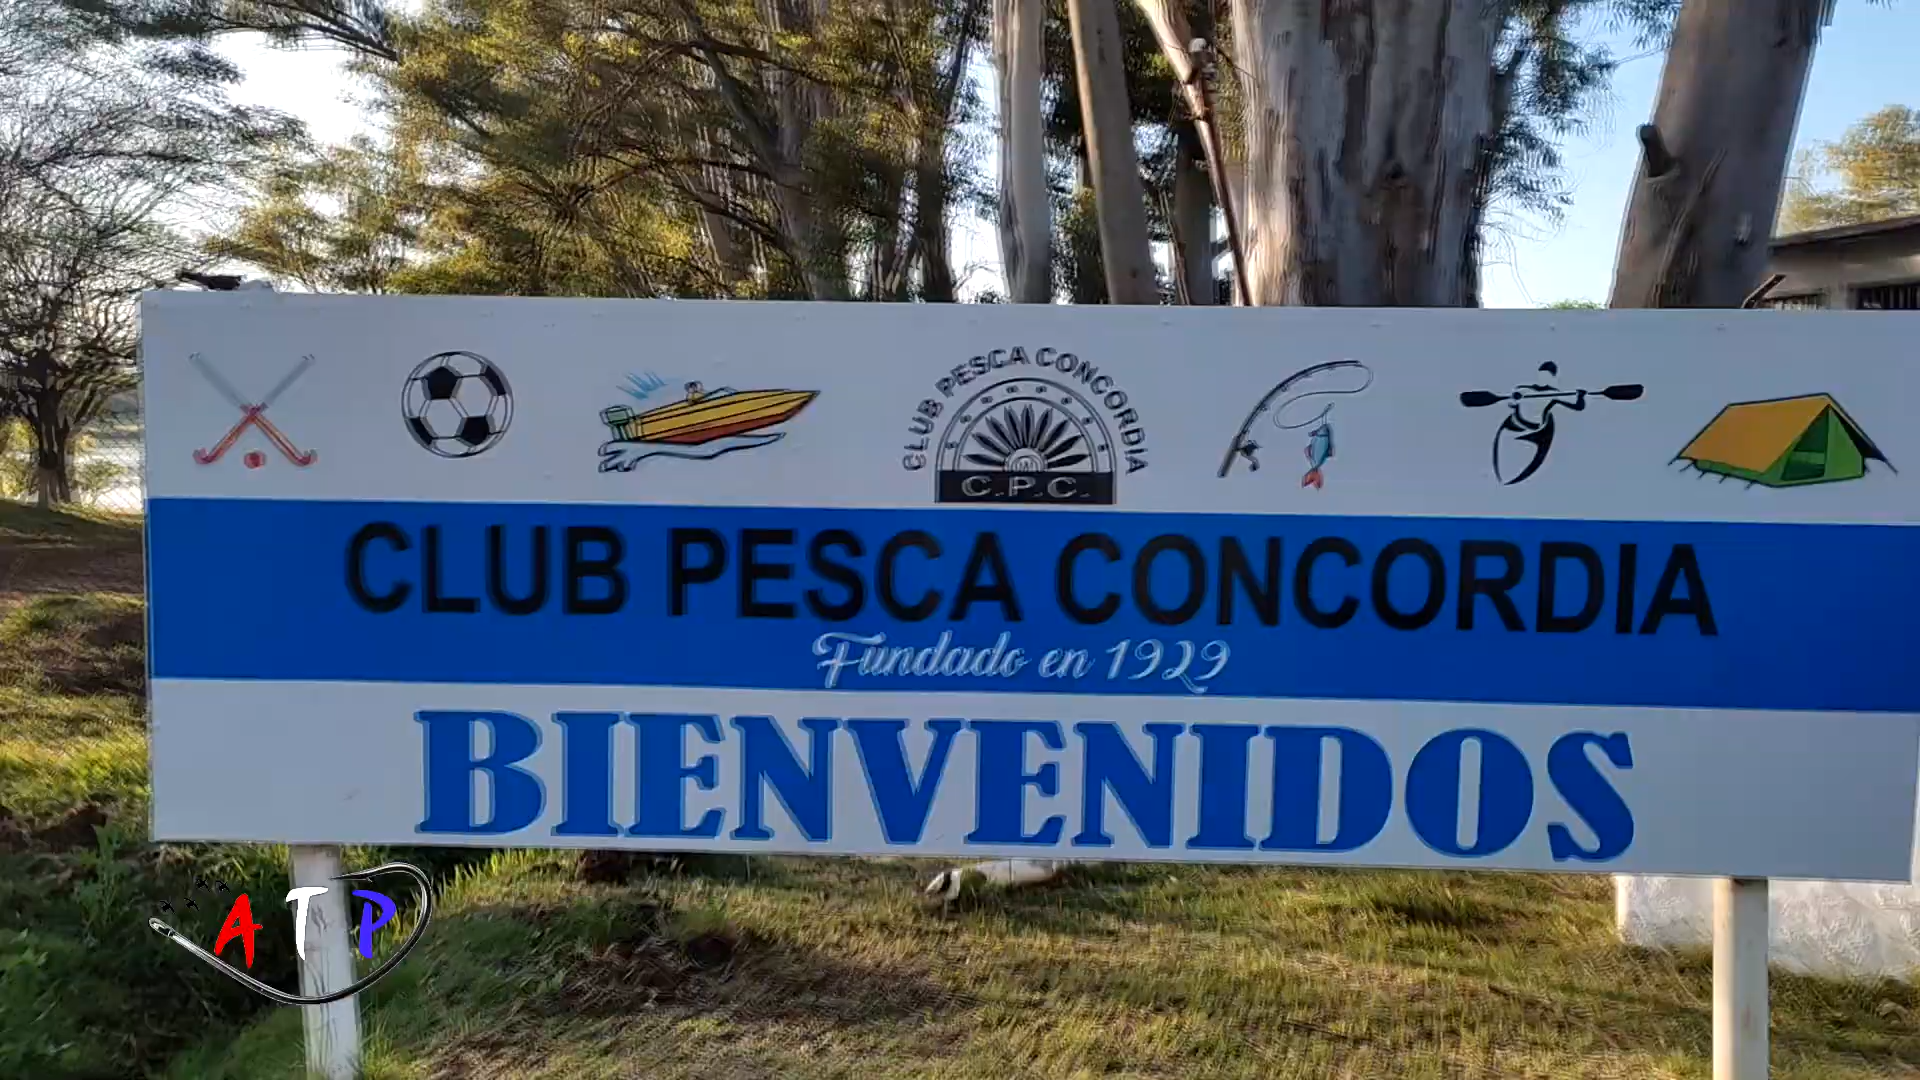 CLUB PESCA CONCORDIA
C.P.C.
CLUB PESCA CONCORDIA
Fundado en 1929
BIENVENIDOS
ATP